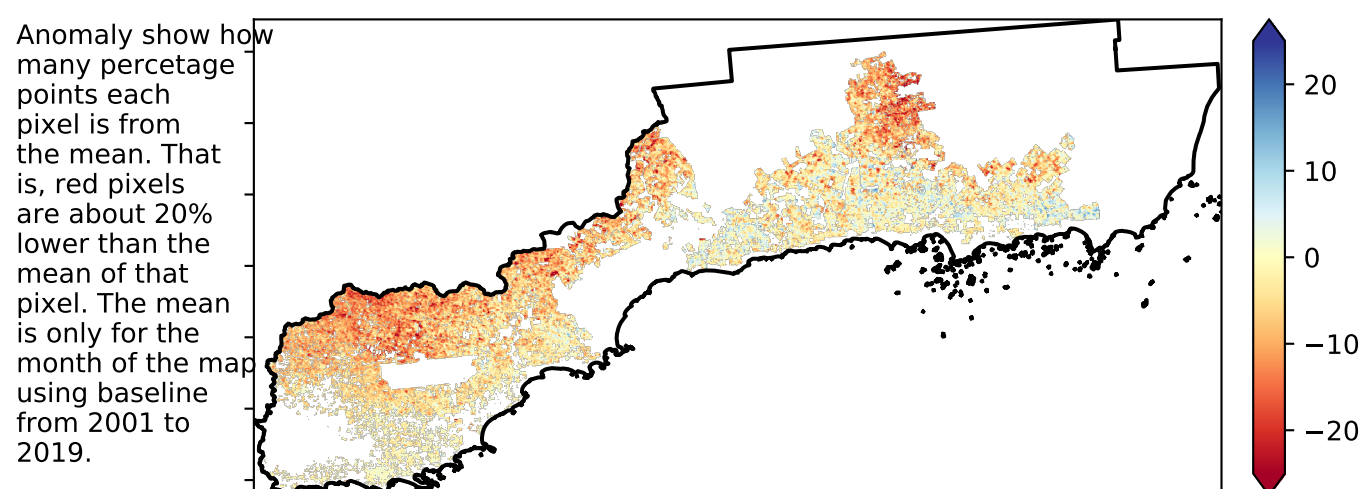 Anomaly show how
many percetage
points each
pixel is from
the mean. That
is, red pixels
are about 20%
lower than the
mean of that
pixel. The mean
is only for the
month of the map
using baseline
from 2001 to
2019.
20
10
0
−10
−20